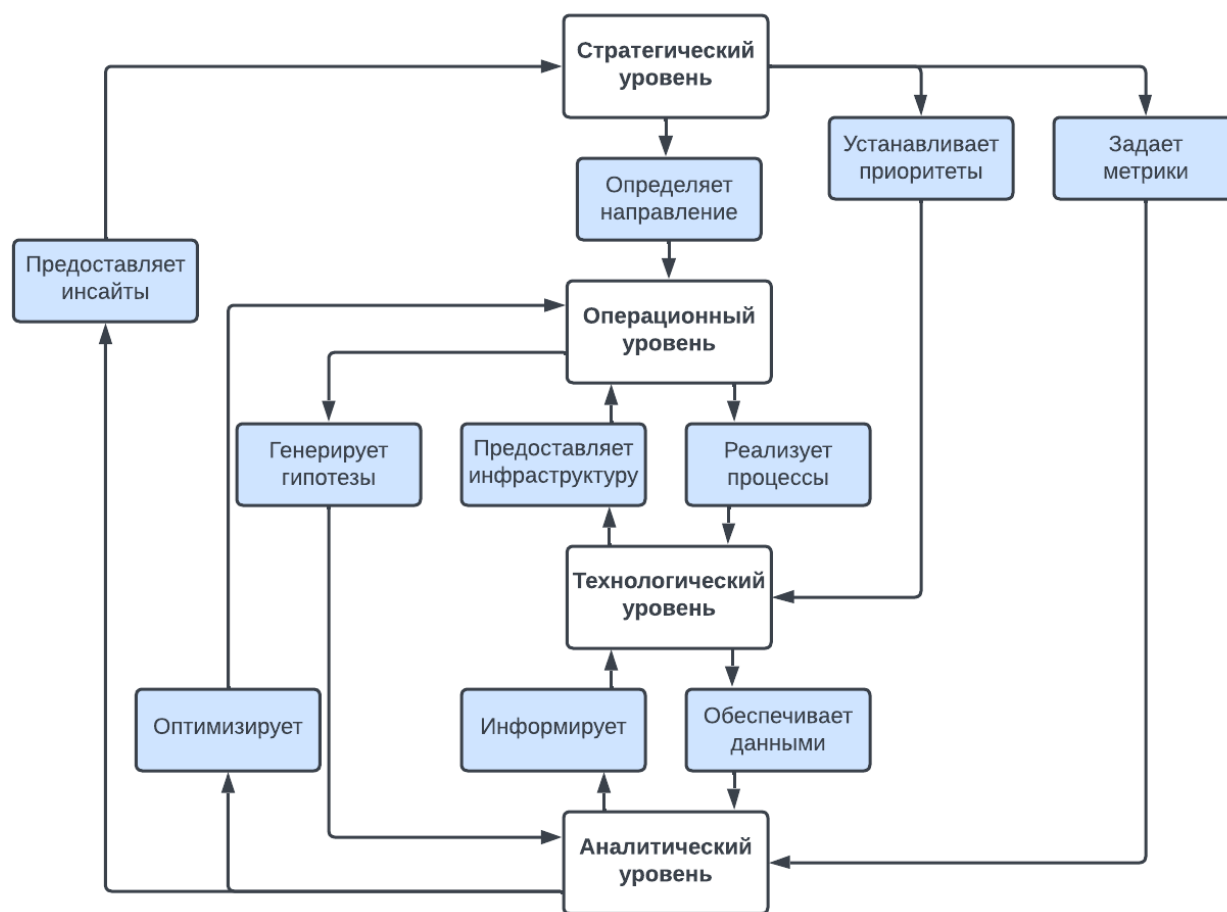 Стратегический
уровень
Устанавливает
приоритеты
Задает
метрики
Определяет
направление
Предоставляет
инсайты
Операционный
уровень
Генерирует
гипотезы
Предоставляет
инфраструктуру
Реализует
процессы
Технологический
уровень
Оптимизирует
Информирует
Обеспечивает
данными
Аналитический
уровень